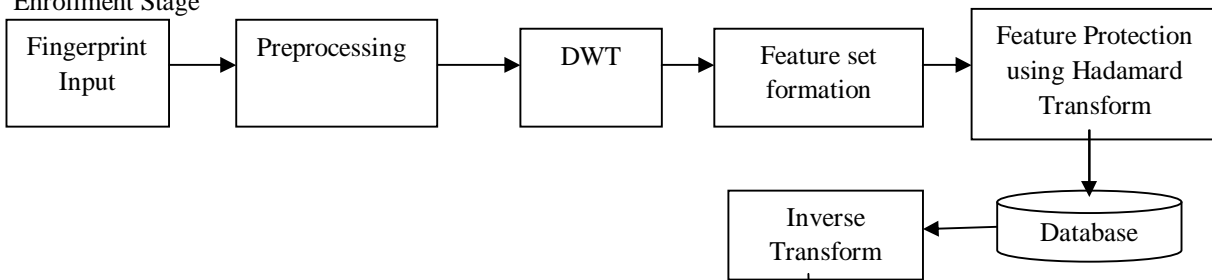 Enrollment Stage
Fingerprint
Input
Preprocessing
DWT
Feature set
formation
Feature Protection
using Hadamard
Transform
Inverse
Transform
Database